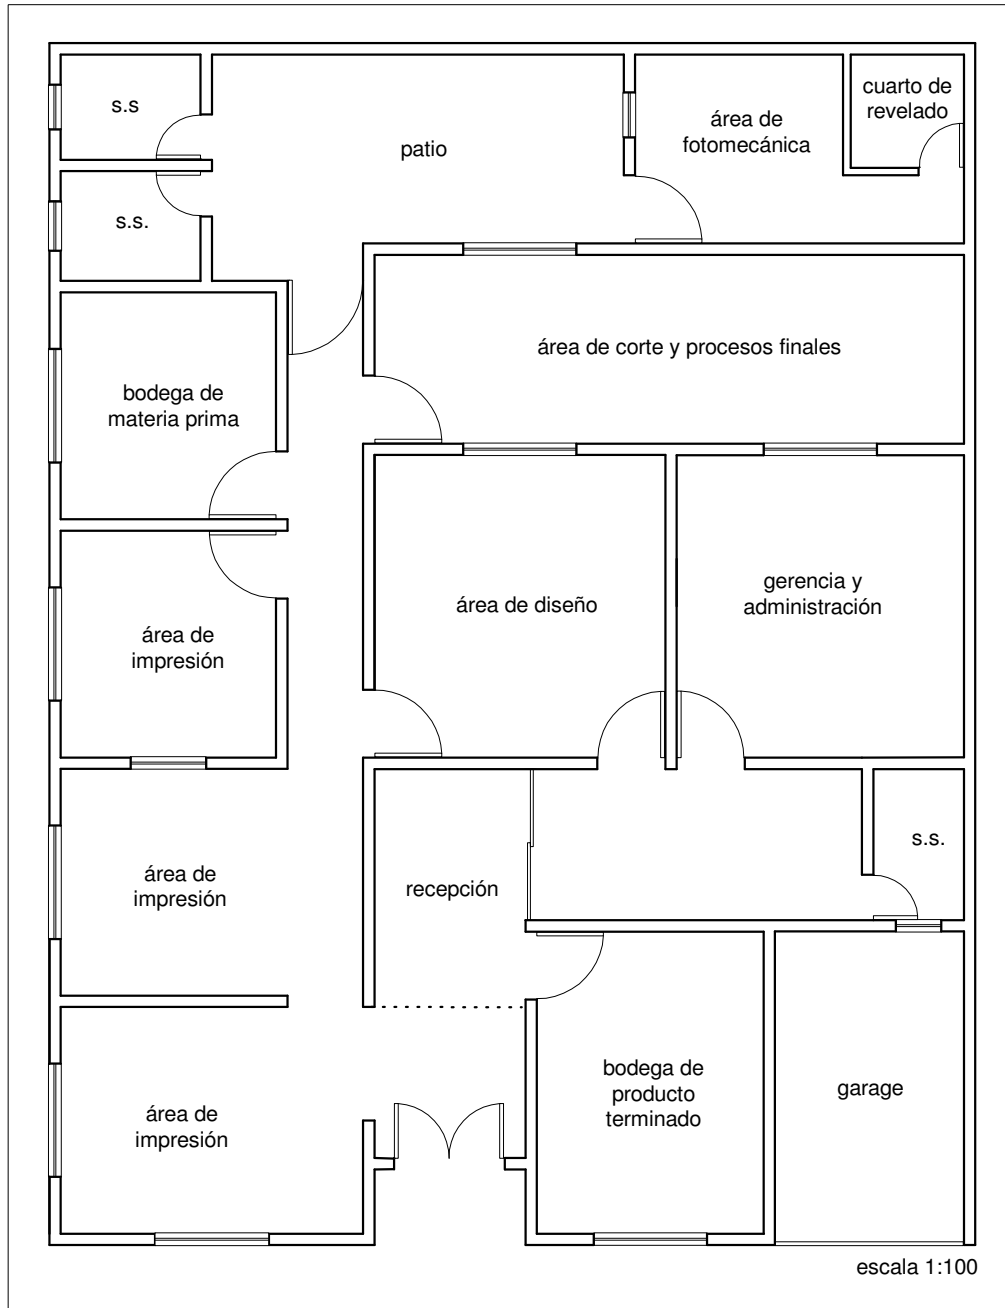 s.s
patio
área de
fotomecánica
cuarto de
revelado
s.s.
área de corte y procesos finales
bodega de
materia prima
área de diseño
gerencia y
administración
área de
impresión
área de
impresión
recepción
s.s.
área de
impresión
bodega de
producto
terminado
garage
escala 1:100